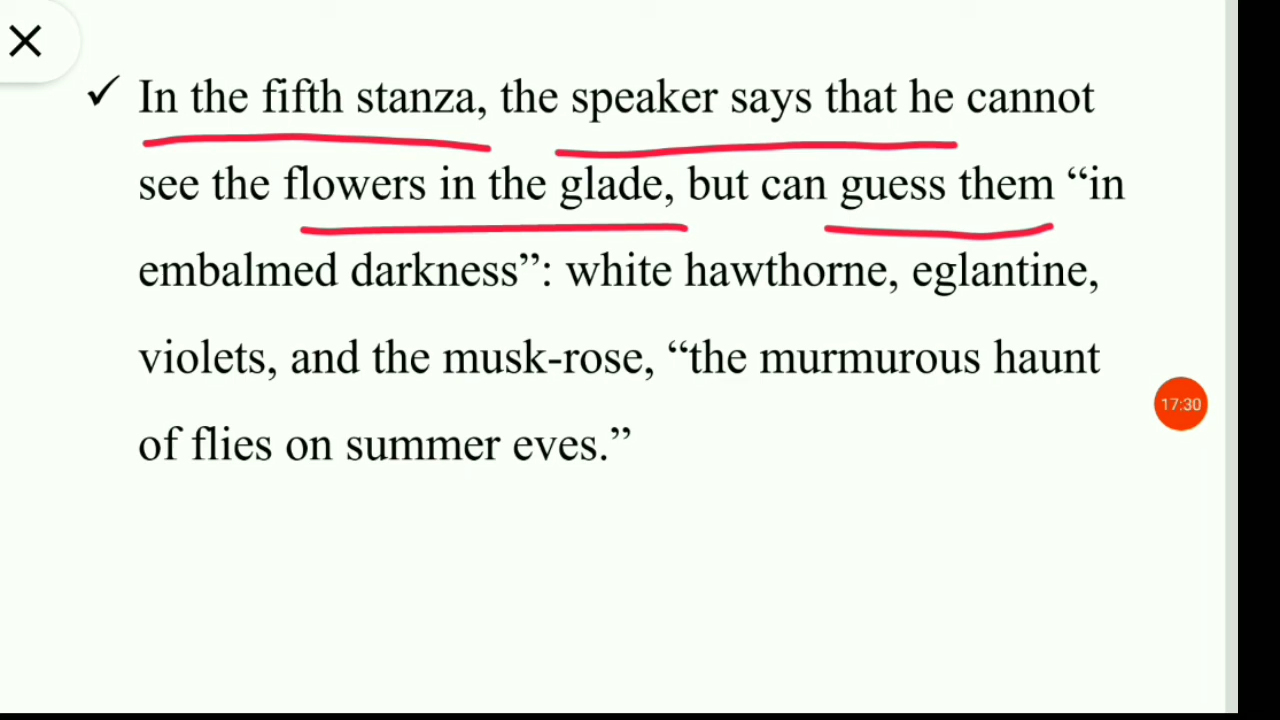 ✓ In the fifth stanza, the speaker says that he cannot
see the flowers in the glade, but can guess them “in
embalmed darkness”: white hawthorne, eglantine,
violets, and the musk-rose, “the murmurous haunt
of flies on summer eves.”
17:30